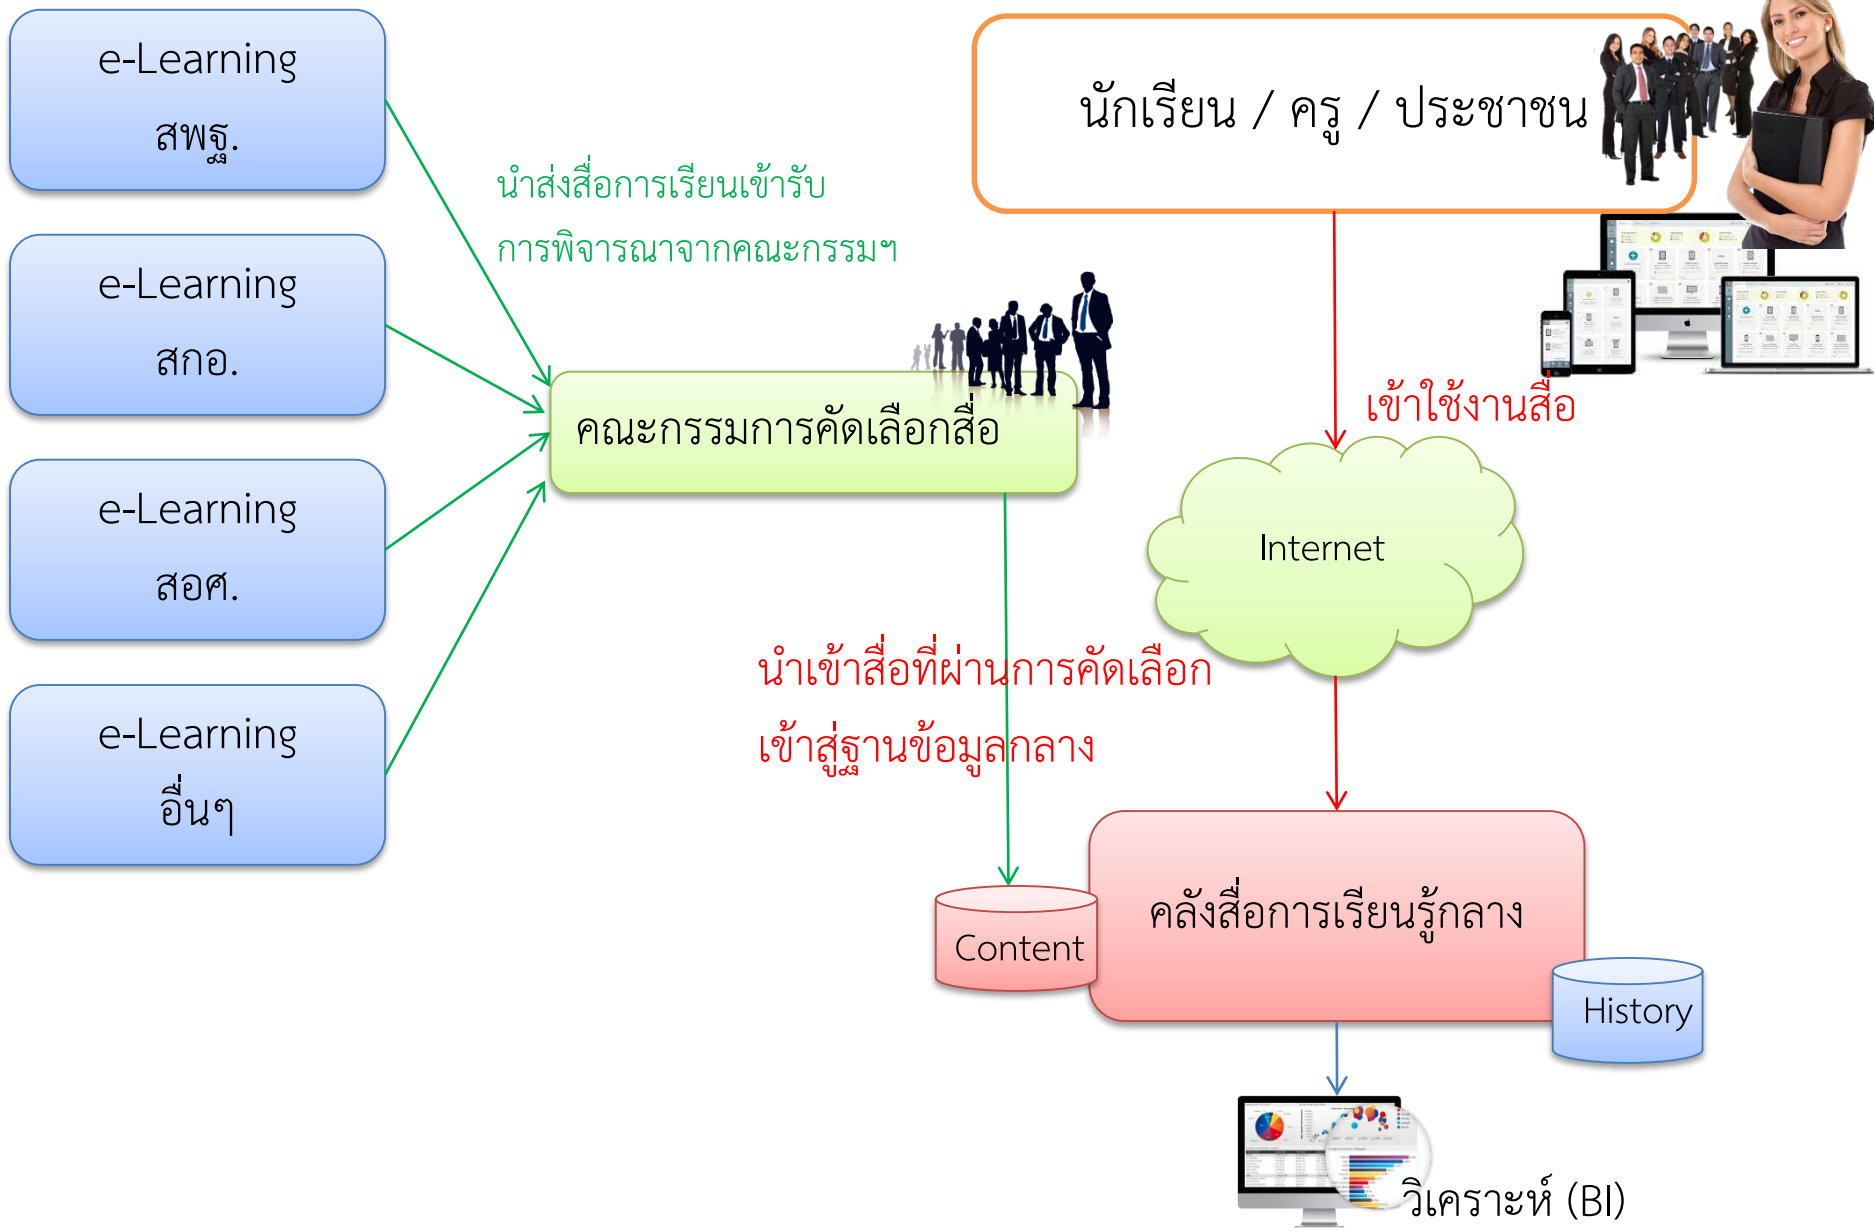 e-Learning
สพฐ.
นักเรียน / ครู / ประชาชน
นำส่งสื่อการเรียนเข้ารับ
การพิจารณาจากคณะกรรมฯ
e-Learning
สกอ.
เข้าใช้งานสื่อ
คณะกรรมการคัดเลือกสื่อ
e-Learning
สอศ.
Internet
นำเข้าสื่อที่ผ่านการคัดเลือก
เข้าสู่ฐานข้อมูลกลาง
e-Learning
อื่นๆ
คลังสื่อการเรียนรู้กลาง
Content
History
วิเคราะห์ (BI)